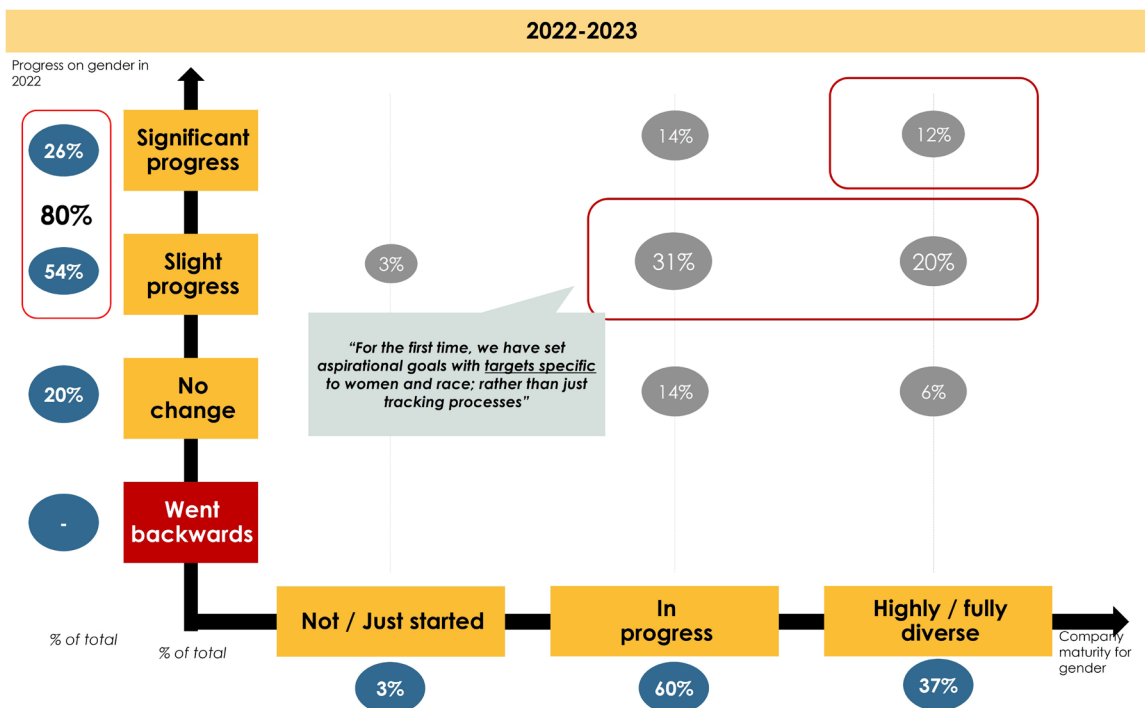 2022-2023
Progress on gender in
2022
26%
Significant
progress
14%
12%
80%
54%
Slight
progress
3%
31%
20%
“For the first time, we have set
aspirational goals with targets specific
to women and race; rather than just
tracking processes”
20%
No
change
14%
6%
-
Went
backwards
Not / Just started
In
progress
Highly / fully
diverse
Company
maturity for
gender
% of total
% of total
3%
60%
37%